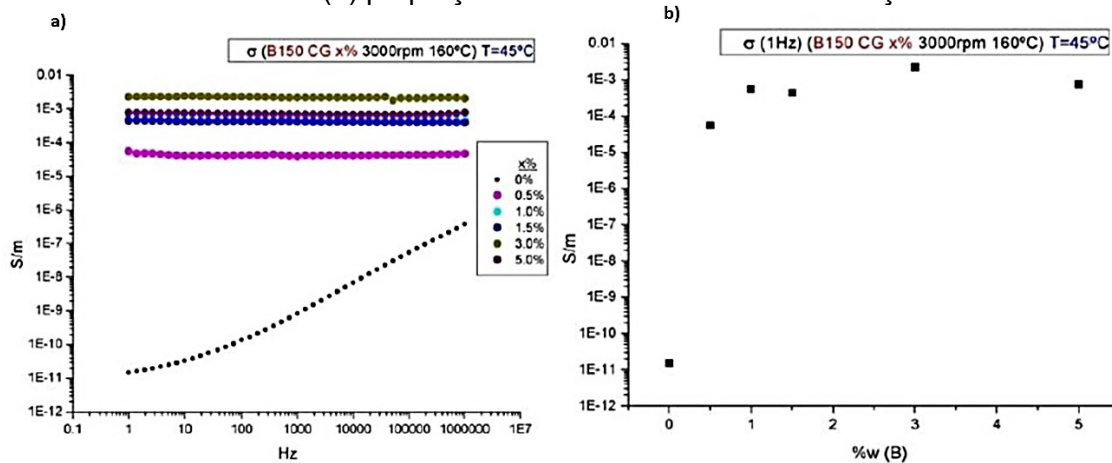 a)
σ (B150 CG x% 3000rpm 160ºC) T=45ºC
0.01
1E-3
1E-4
1E-5
1E-6
1E-7
1E-8
1E-9
1E-10
1E-11
1E-12
S/m
0.1 1 10 100 1000 10000 100000 1000000 1E7
Hz
x%
0%
0.5%
1.0%
1.5%
3.0%
5.0%
b)
σ (1Hz) (B150 CG x% 3000rpm 160ºC) T=45ºC
0.01
1E-3
1E-4
1E-5
1E-6
1E-7
1E-8
1E-9
1E-10
1E-11
1E-12
S/m
0 1 2 3 4 5
%w (B)